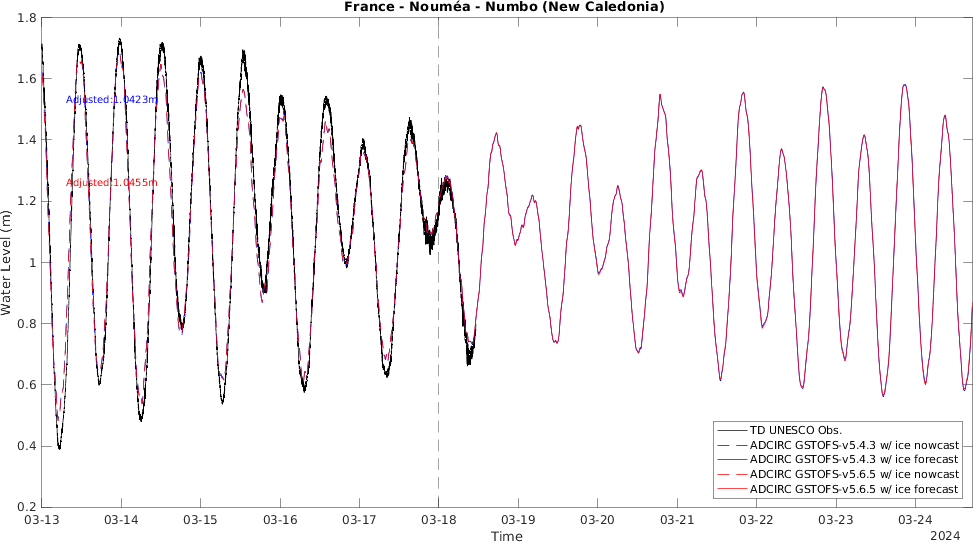 France - Nouméa - Numbo (New Caledonia)
1.8
1.6
1.4
1.2
1
0.8
0.6
0.4
0.2
Water Level (m)
Adjusted:1.0423m
Adjusted:1.0455m
TD UNESCO Obs.
ADCIRC GSTOFS-v5.4.3 w/ ice nowcast
ADCIRC GSTOFS-v5.4.3 w/ ice forecast
ADCIRC GSTOFS-v5.6.5 w/ ice nowcast
ADCIRC GSTOFS-v5.6.5 w/ ice forecast
03-13 03-14 03-15 03-16 03-17 03-18 03-19 03-20 03-21 03-22 03-23 03-24
Time
2024